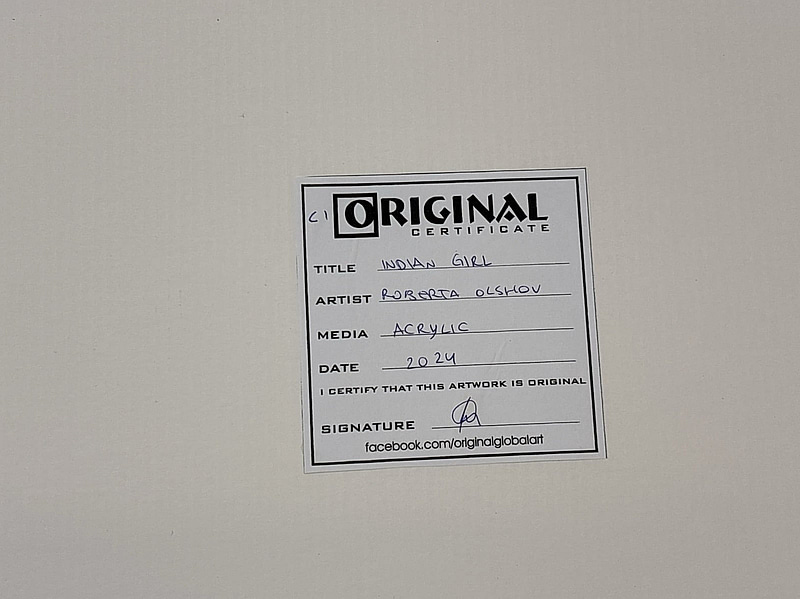 C1 ORIGINAL
CERTIFICATE
TITLE INDIAN GIRL
ARTIST ROBERTA OLSHOV
MEDIA ACRYLIC
DATE 2024
I CERTIFY THAT THIS ARTWORK IS ORIGINAL
SIGNATURE
facebook.com/originalglobalart